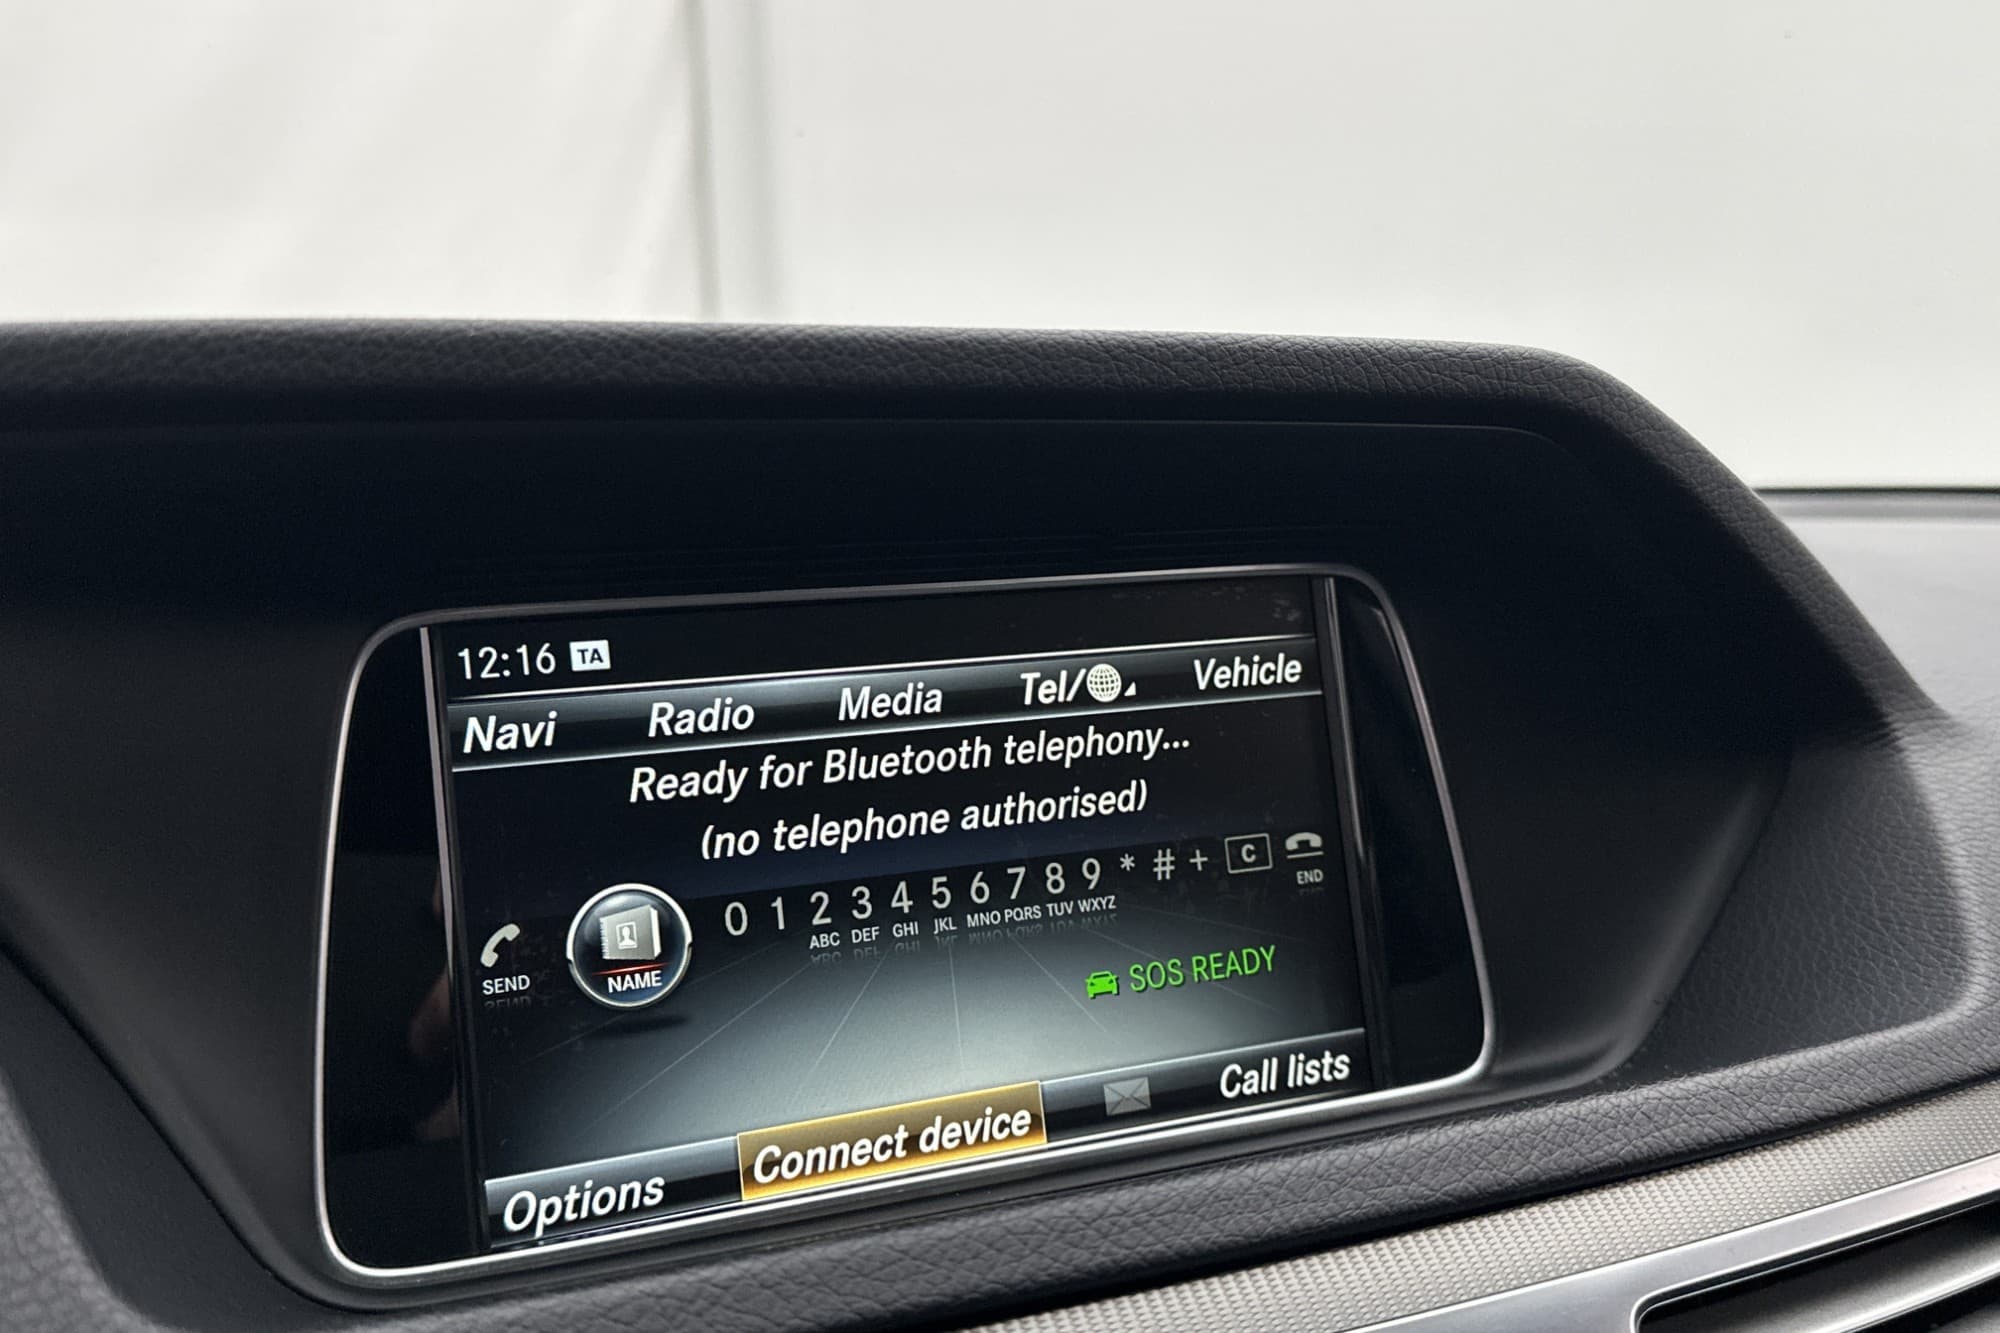 12:16 TA
Navi Radio Media Tel/ Vehicle
Ready for Bluetooth telephony...
(no telephone authorised)
SEND NAME 0 1 2 3 4 5 6 7 8 9 * # + C END
ABC DEF GHI JKL MNO PQRS TUV WXYZ
SOS READY
Options Connect device Call lists